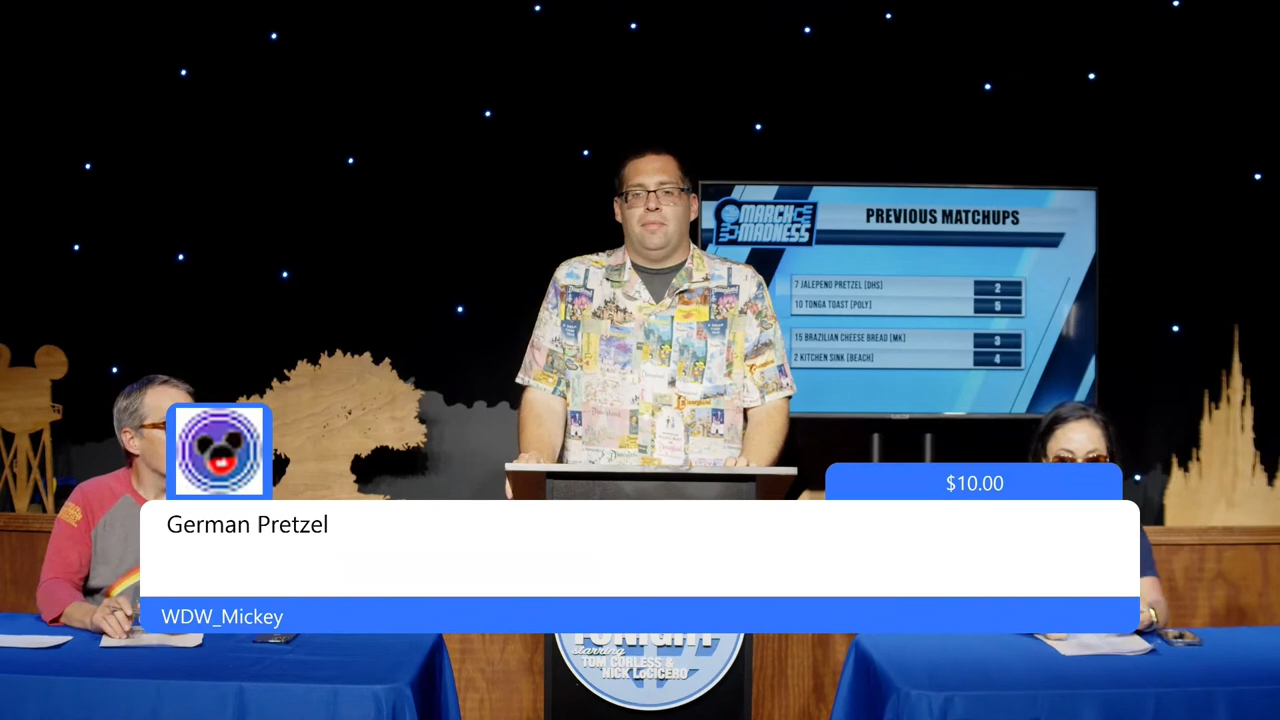 MARCH
MADNESS
PREVIOUS MATCHUPS
7 JALEPENO PRETZEL [DHS] 2
10 TONGA TOAST [POLY] 5
15 BRAZILIAN CHEESE BREAD [MK] 3
2 KITCHEN SINK [BEACH] 4
$10.00
German Pretzel
WDW_Mickey
TONIGHT
starring
TOM CORLESS &
NICK LoCICERO